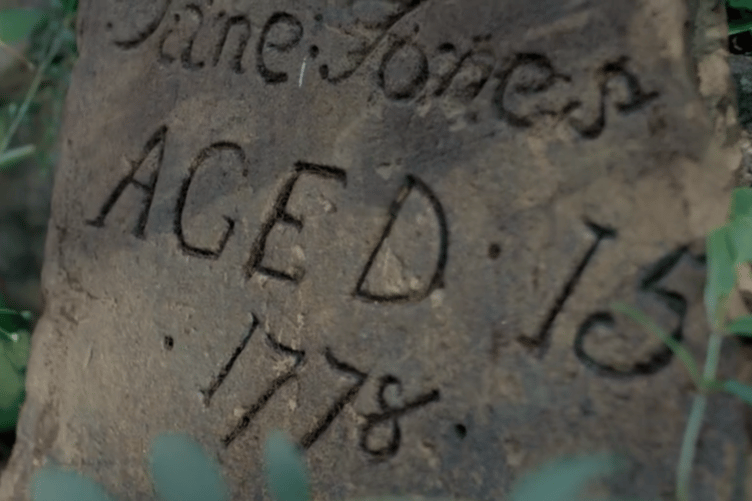 Jane: Jones
AGED · 15
· 1778 ·